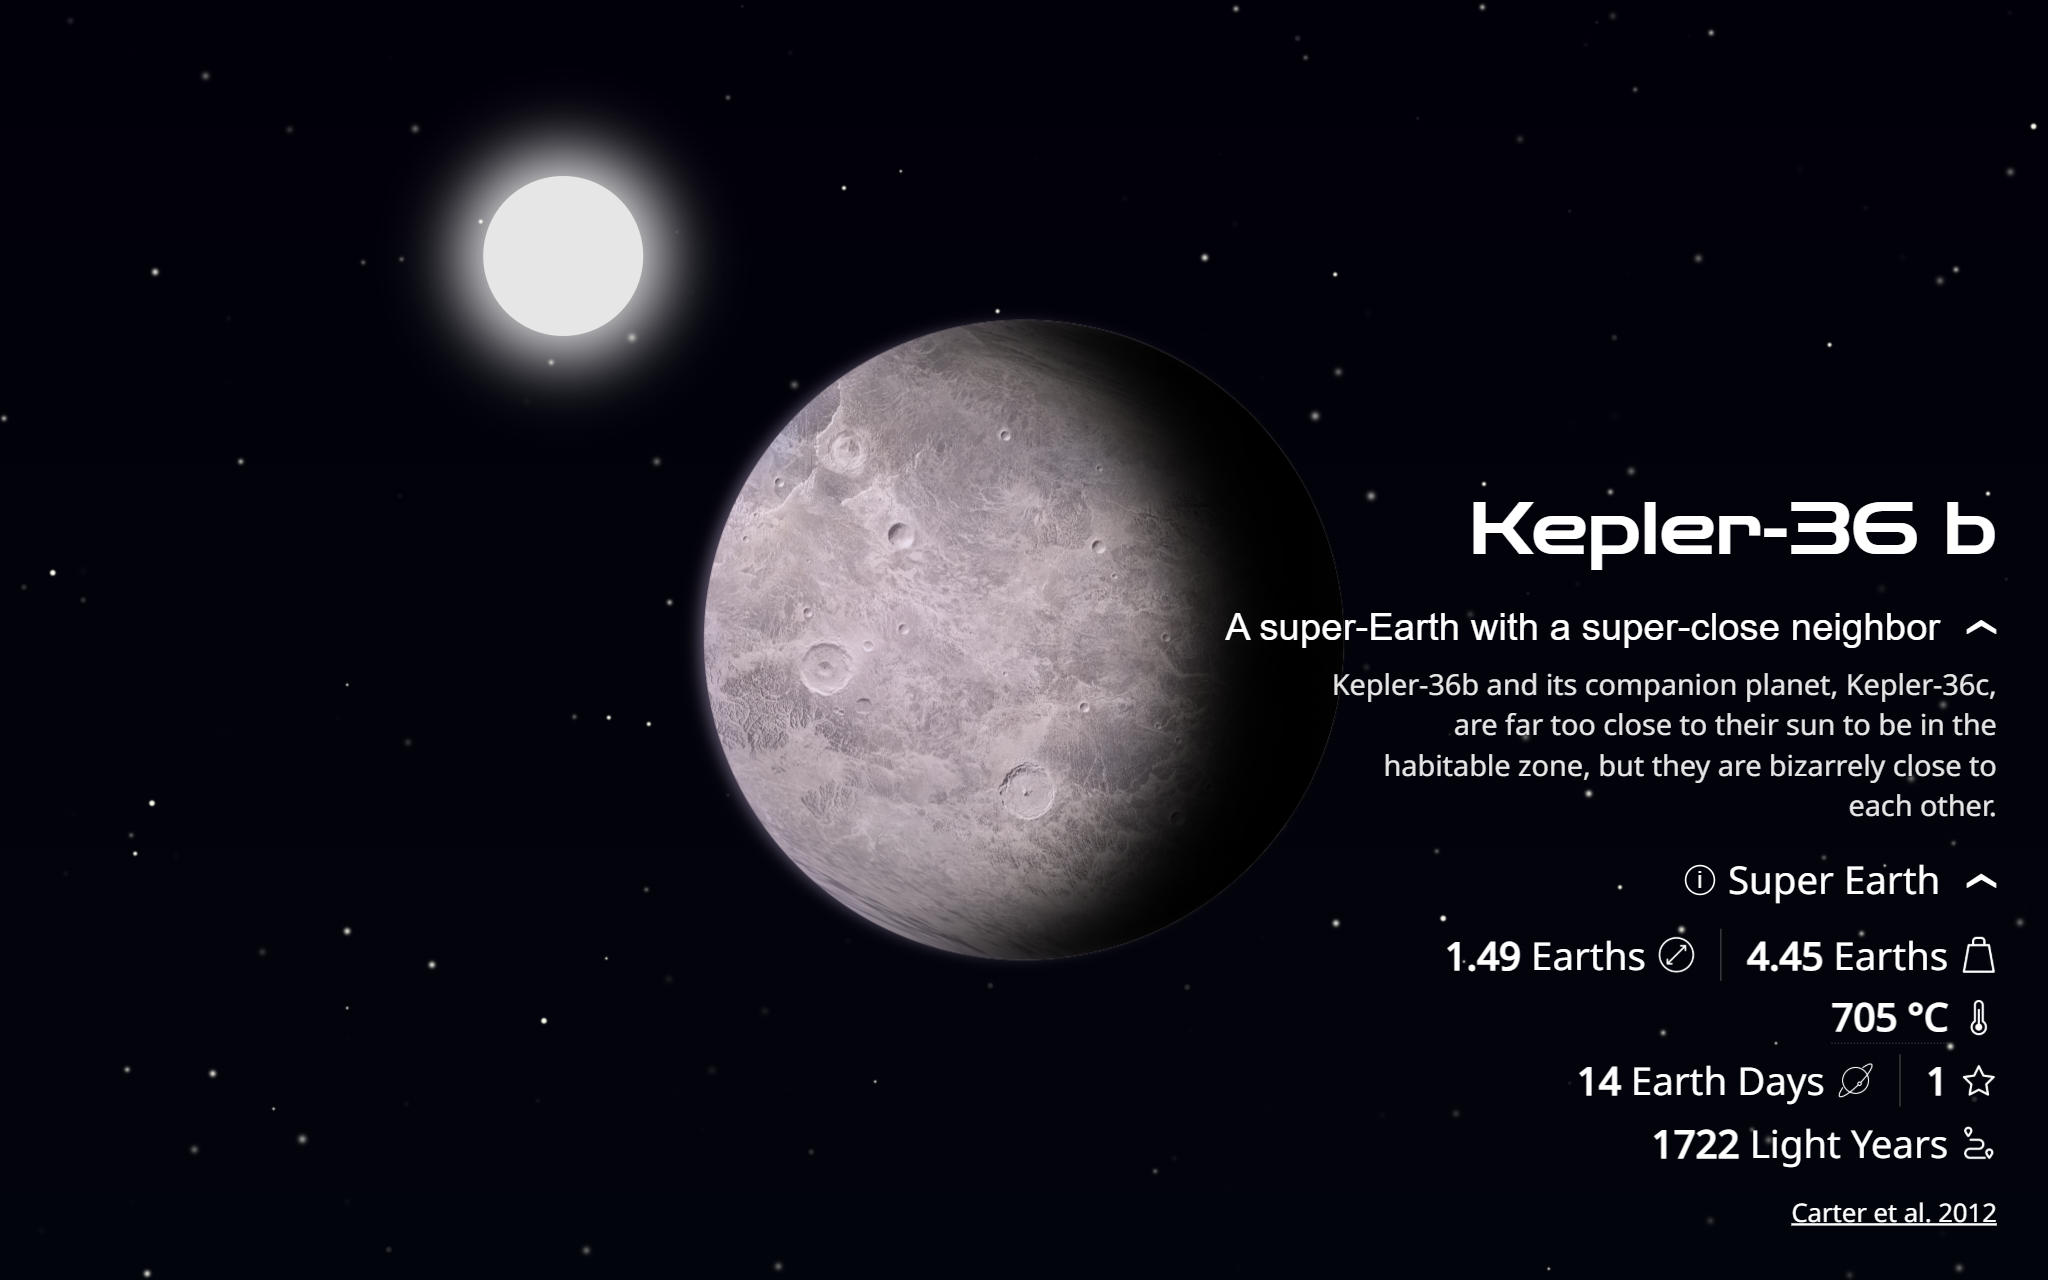 Kepler-36 b
A super-Earth with a super-close neighbor
Kepler-36b and its companion planet, Kepler-36c,
are far too close to their sun to be in the
habitable zone, but they are bizarrely close to
each other.
Super Earth
1.49 Earths 4.45 Earths
705 °C
14 Earth Days 1
1722 Light Years
Carter et al. 2012